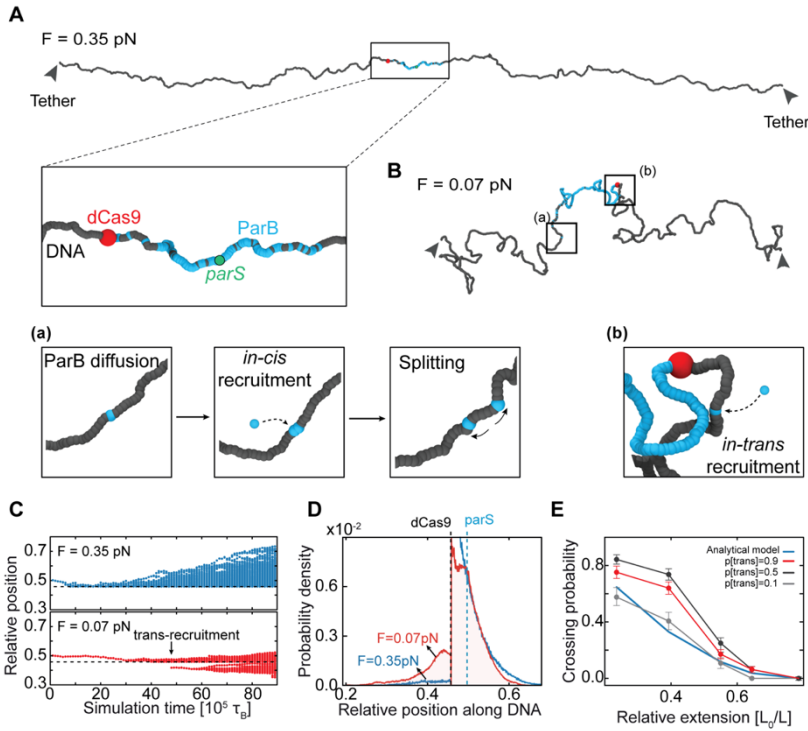 A
F = 0.35 pN
Tether
Tether
dCas9
DNA
ParB
parS
B
F = 0.07 pN
(b)
(a)
(a)
ParB diffusion
in-cis
recruitment
Splitting
(b)
in-trans
recruitment
C
F = 0.35 pN
0.7
0.5
0.3
F = 0.07 pN
trans-recruitment
0.7
0.5
0.3
Relative position
0 20 40 60 80
Simulation time [10⁵ τB]
D
dCas9
parS
x10⁻²
0.8
0.6
0.4
0.2
0.0
Probability density
F=0.07pN
F=0.35pN
0.2 0.4 0.6
Relative position along DNA
E
Analytical model
p[trans]=0.9
p[trans]=0.5
p[trans]=0.1
0.8
0.4
0.0
Crossing probability
0.4 0.6
Relative extension [L₀/L]